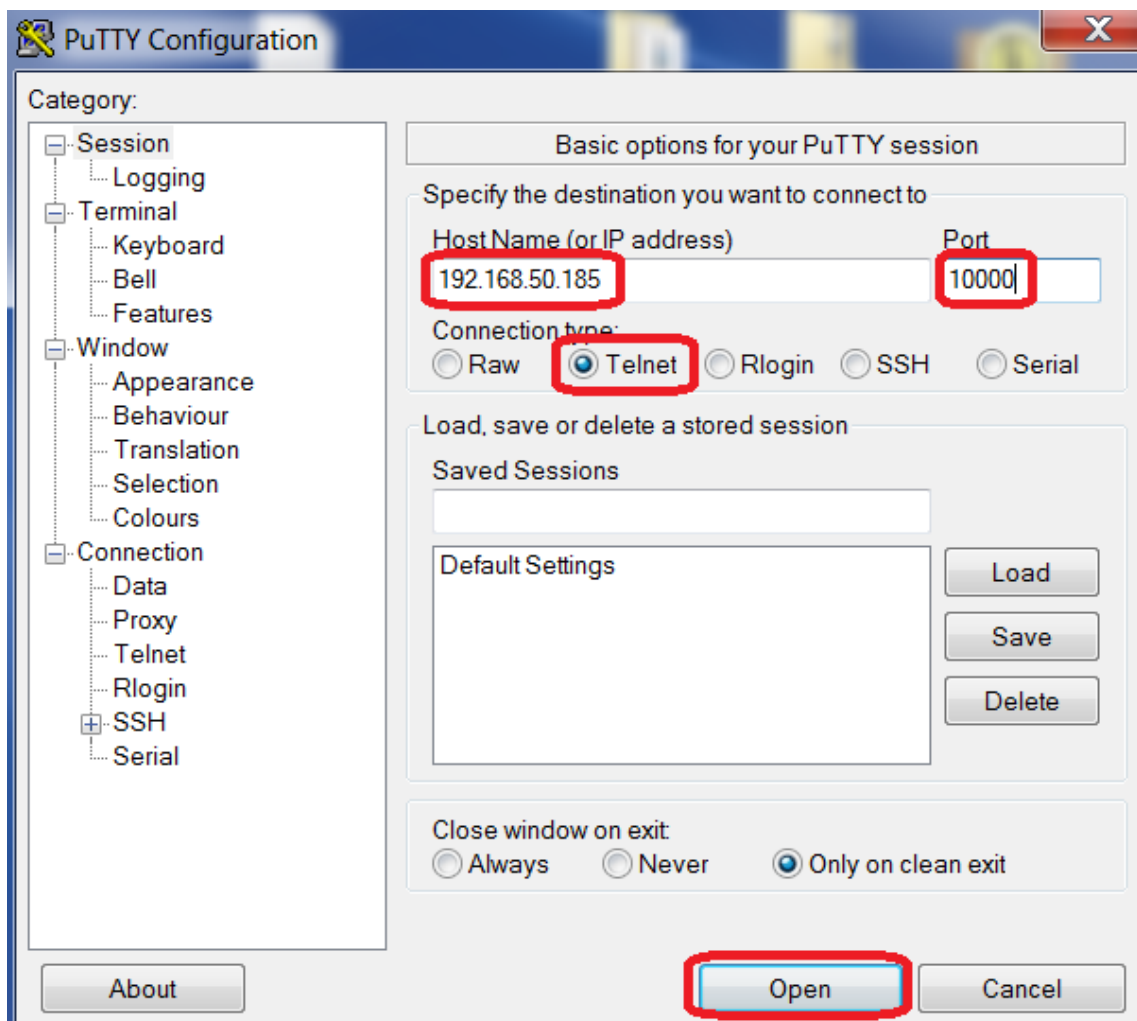 PuTTY Configuration
X
Category:
Session
Logging
Terminal
Keyboard
Bell
Features
Window
Appearance
Behaviour
Translation
Selection
Colours
Connection
Data
Proxy
Telnet
Rlogin
SSH
Serial
Basic options for your PuTTY session
Specify the destination you want to connect to
Host Name (or IP address) Port
192.168.50.185 10000
Connection type:
Raw Telnet Rlogin SSH Serial
Load, save or delete a stored session
Saved Sessions
Default Settings
Load
Save
Delete
Close window on exit:
Always Never Only on clean exit
About Open Cancel